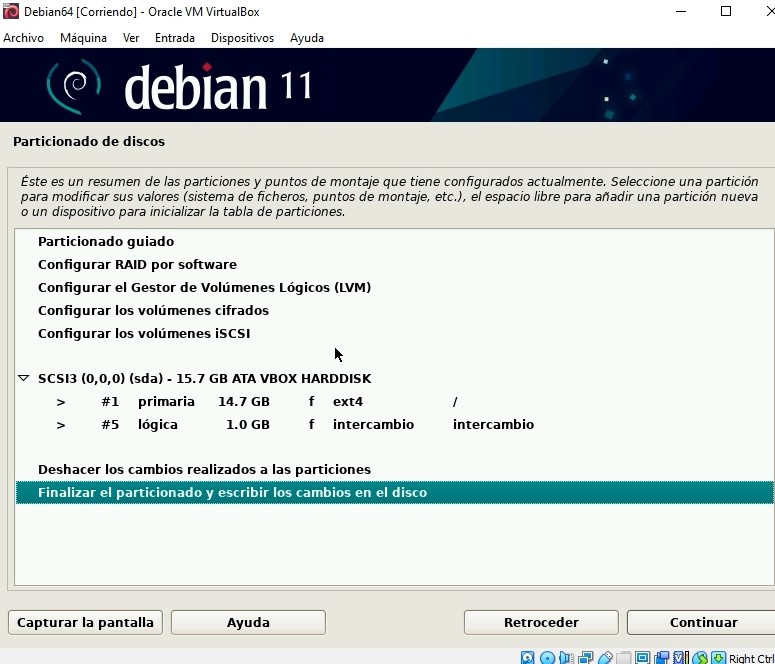 Debian64 [Corriendo] - Oracle VM VirtualBox
Archivo Máquina Ver Entrada Dispositivos Ayuda
debian 11
Particionado de discos
Éste es un resumen de las particiones y puntos de montaje que tiene configurados actualmente. Seleccione una partición
para modificar sus valores (sistema de ficheros, puntos de montaje, etc.), el espacio libre para añadir una partición nueva
o un dispositivo para inicializar la tabla de particiones.
Particionado guiado
Configurar RAID por software
Configurar el Gestor de Volúmenes Lógicos (LVM)
Configurar los volúmenes cifrados
Configurar los volúmenes iSCSI
SCSI3 (0,0,0) (sda) - 15.7 GB ATA VBOX HARDDISK
> #1 primaria 14.7 GB f ext4 /
> #5 lógica 1.0 GB f intercambio intercambio
Deshacer los cambios realizados a las particiones
Finalizar el particionado y escribir los cambios en el disco
Capturar la pantalla Ayuda Retroceder Continuar
Right Ctrl